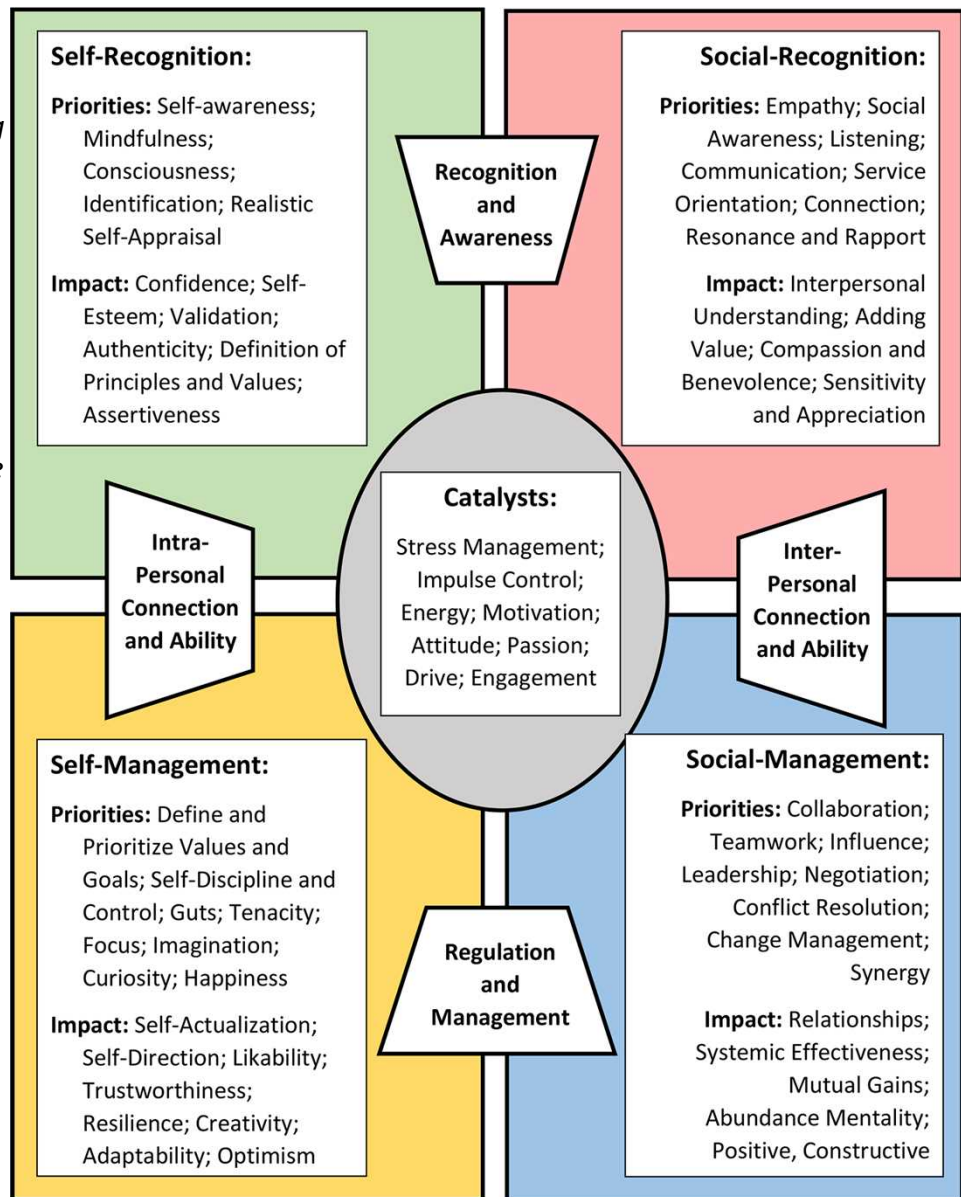 Self-Recognition:
Priorities: Self-awareness;
Mindfulness;
Consciousness;
Identification; Realistic
Self-Appraisal
Impact: Confidence; Self-
Esteem; Validation;
Authenticity; Definition of
Principles and Values;
Assertiveness
Recognition
and
Awareness
Social-Recognition:
Priorities: Empathy; Social
Awareness; Listening;
Communication; Service
Orientation; Connection;
Resonance and Rapport
Impact: Interpersonal
Understanding; Adding
Value; Compassion and
Benevolence; Sensitivity
and Appreciation
Intra-
Personal
Connection
and Ability
Catalysts:
Stress Management;
Impulse Control;
Energy; Motivation;
Attitude; Passion;
Drive; Engagement
Inter-
Personal
Connection
and Ability
Self-Management:
Priorities: Define and
Prioritize Values and
Goals; Self-Discipline and
Control; Guts; Tenacity;
Focus; Imagination;
Curiosity; Happiness
Impact: Self-Actualization;
Self-Direction; Likability;
Trustworthiness;
Resilience; Creativity;
Adaptability; Optimism
Regulation
and
Management
Social-Management:
Priorities: Collaboration;
Teamwork; Influence;
Leadership; Negotiation;
Conflict Resolution;
Change Management;
Synergy
Impact: Relationships;
Systemic Effectiveness;
Mutual Gains;
Abundance Mentality;
Positive, Constructive